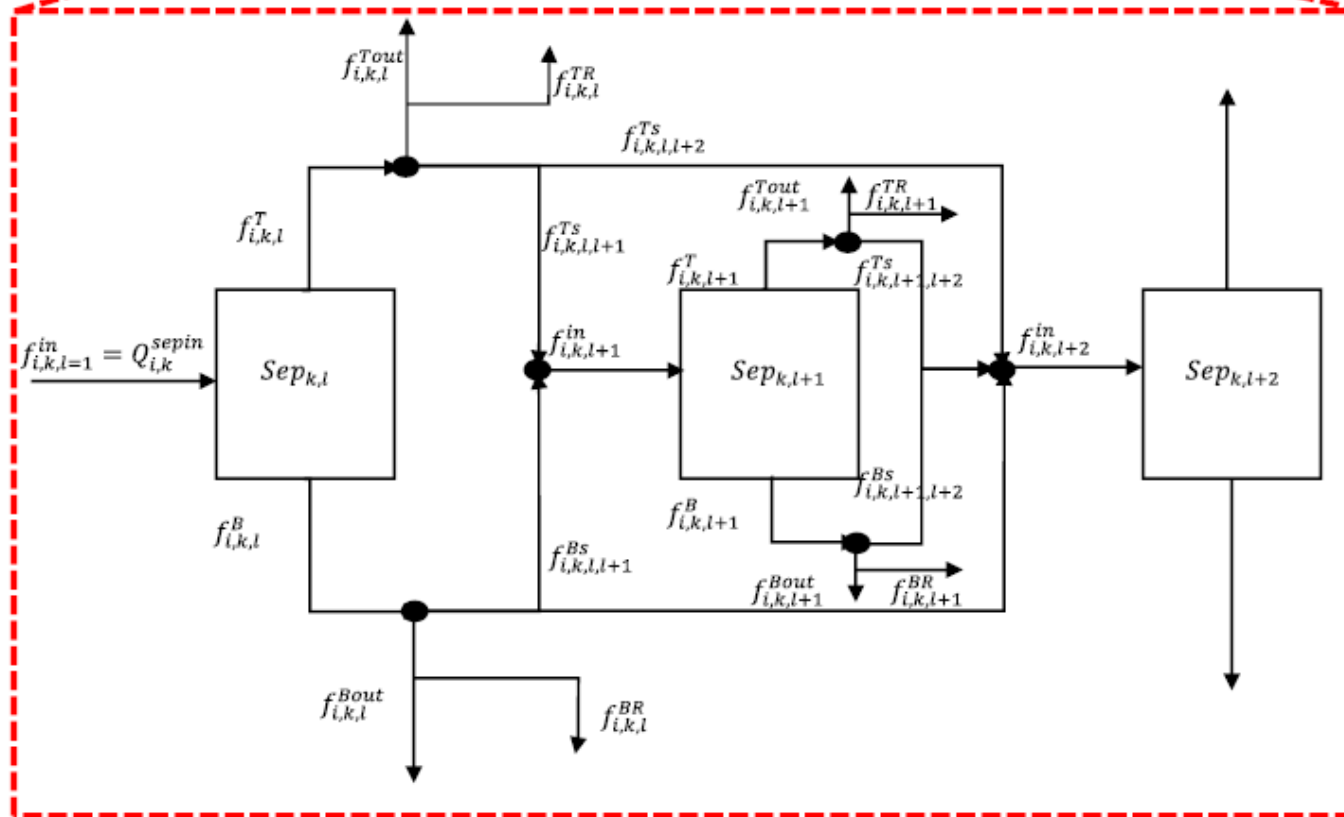 f_{i,k,l}^{Tout}
f_{i,k,l}^{TR}
f_{i,k,l,l+2}^{Ts}
f_{i,k,l+1}^{Tout}
f_{i,k,l+1}^{TR}
f_{i,k,l}^{T}
f_{i,k,l,l+1}^{Ts}
f_{i,k,l+1}^{T}
f_{i,k,l+1,l+2}^{Ts}
f_{i,k,l=1}^{in} = Q_{i,k}^{sepin}
Sep_{k,l}
f_{i,k,l+1}^{in}
Sep_{k,l+1}
f_{i,k,l+2}^{in}
Sep_{k,l+2}
f_{i,k,l}^{B}
f_{i,k,l,l+1}^{Bs}
f_{i,k,l+1}^{B}
f_{i,k,l+1,l+2}^{Bs}
f_{i,k,l+1}^{Bout}
f_{i,k,l+1}^{BR}
f_{i,k,l}^{Bout}
f_{i,k,l}^{BR}